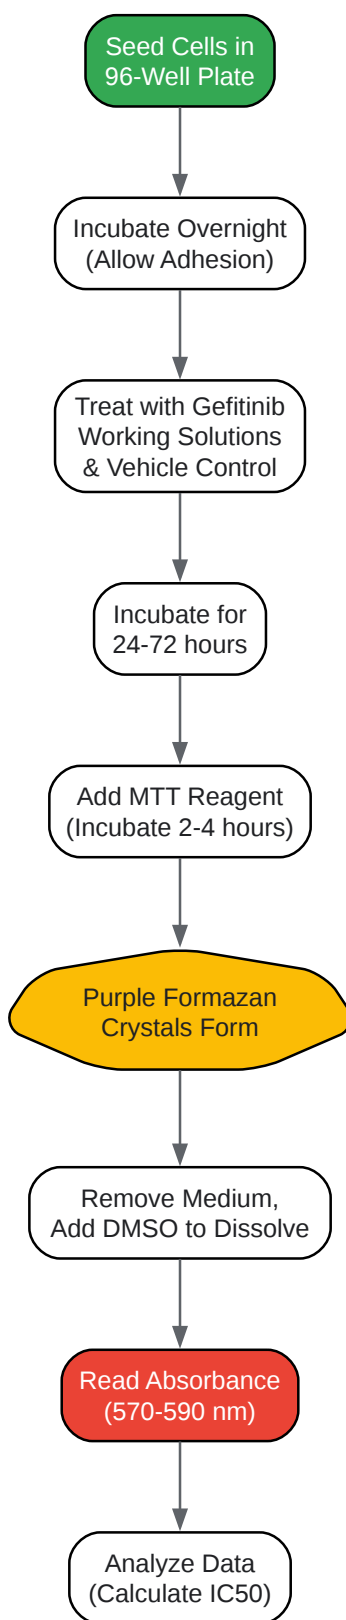 Seed Cells in
96-Well Plate
Incubate Overnight
(Allow Adhesion)
Treat with Gefitinib
Working Solutions
& Vehicle Control
Incubate for
24-72 hours
Add MTT Reagent
(Incubate 2-4 hours)
Purple Formazan
Crystals Form
Remove Medium,
Add DMSO to Dissolve
Read Absorbance
(570-590 nm)
Analyze Data
(Calculate IC50)